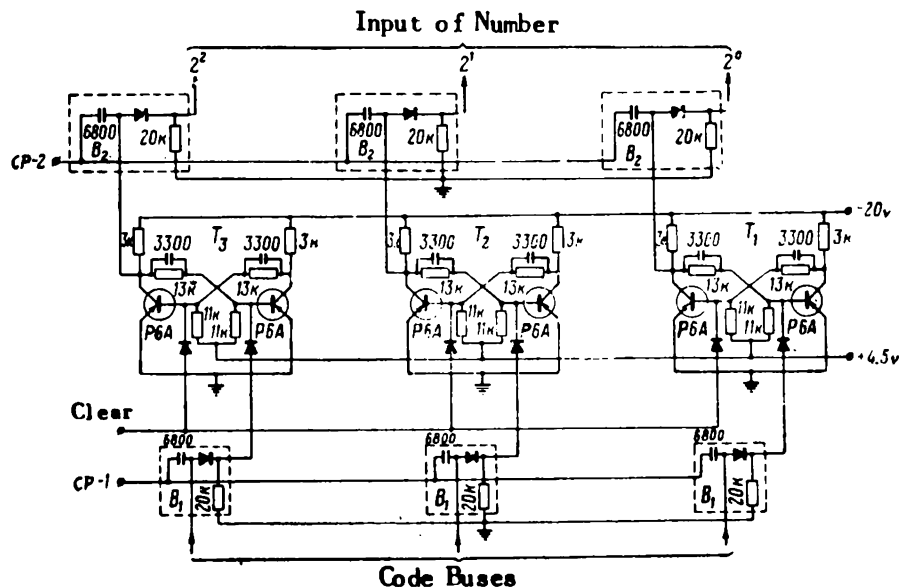 Input of Number
2² 2¹ 2⁰
6800 20к 6800 20к 6800 20к
B₂ B₂ B₂
CP-2
-20v
3к 3300 T₃ 3300 3к 3к 3300 T₂ 3300 3к 3к 3300 T₁ 3300 3к
13к 13к 13к 13к 13к 13к
11к 11к 11к
P6A 11к P6A P6A 11к P6A P6A 11к P6A
+4.5v
Clear
6800 6800 6800
CP-1
B₁ 20к B₁ 20к B₁ 20к
Code Buses